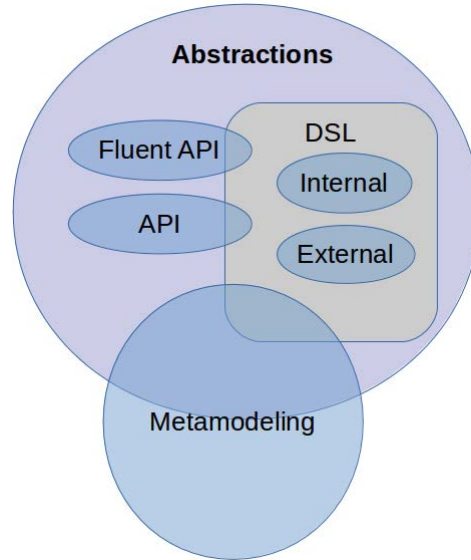 Abstractions
Fluent API
DSL
Internal
API
External
Metamodeling